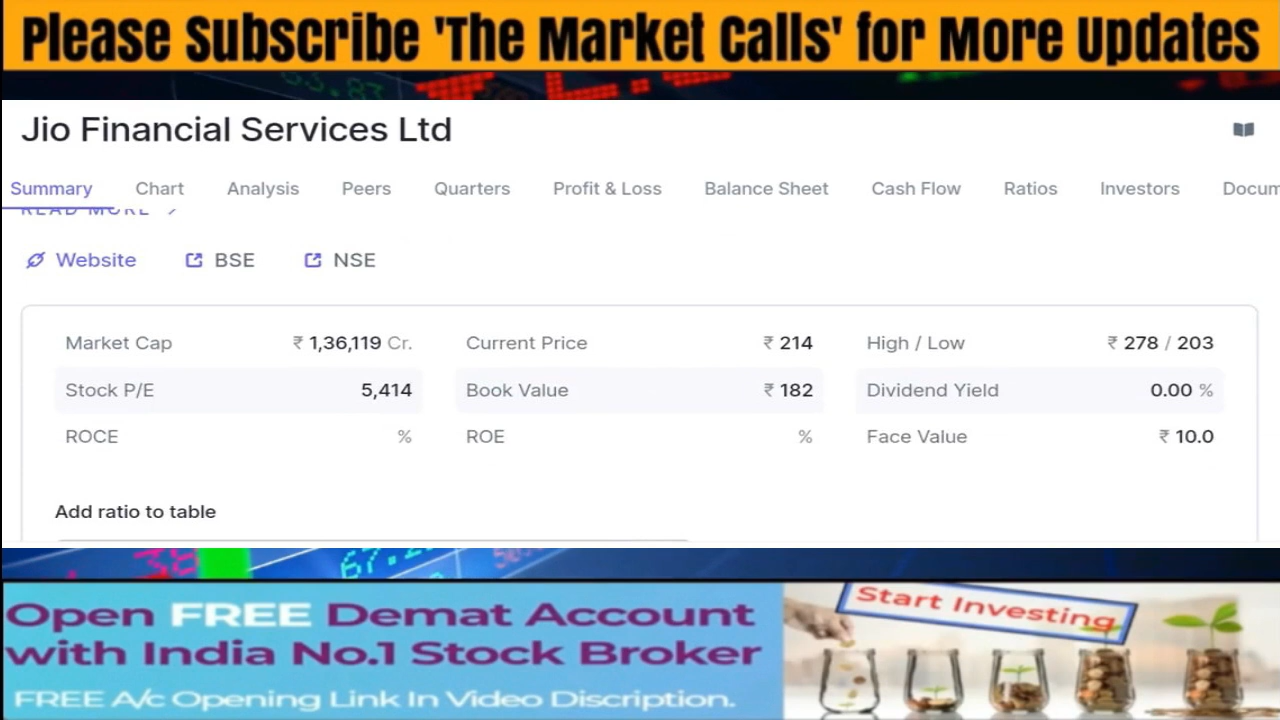 Please Subscribe 'The Market Calls' for More Updates
Jio Financial Services Ltd
Summary Chart Analysis Peers Quarters Profit & Loss Balance Sheet Cash Flow Ratios Investors Docum
READ MORE
Website BSE NSE
Market Cap ₹ 1,36,119 Cr. Current Price ₹ 214 High / Low ₹ 278 / 203
Stock P/E 5,414 Book Value ₹ 182 Dividend Yield 0.00 %
ROCE % ROE % Face Value ₹ 10.0
Add ratio to table
Open FREE Demat Account
with India No.1 Stock Broker
FREE A/c Opening Link In Video Discription.
Start Investing